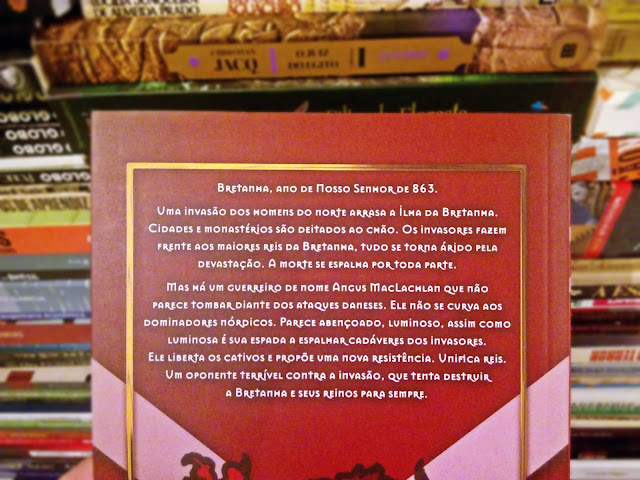 CHRISTIAN
JACQ
O JUIZ
DO EGITO
GLOBO
GLOBO
GLOBO
GLOBO
Bretanha, ano de Nosso Senhor de 863.
Uma invasão dos homens do norte arrasa a Ilha da Bretanha.
Cidades e monastérios são deitados ao chão. Os invasores fazem
frente aos maiores reis da Bretanha, tudo se torna árido pela
devastação. A morte se espalha por toda parte.
Mas há um guerreiro de nome Angus MacLachlan que não
parece tombar diante dos ataques daneses. Ele não se curva aos
dominadores nórdicos. Parece abençoado, luminoso, assim como
luminosa é sua espada a espalhar cadáveres dos invasores.
Ele liberta os cativos e propõe uma nova resistência. Unifica reis.
Um oponente terrível contra a invasão, que tenta destruir
a Bretanha e seus reinos para sempre.